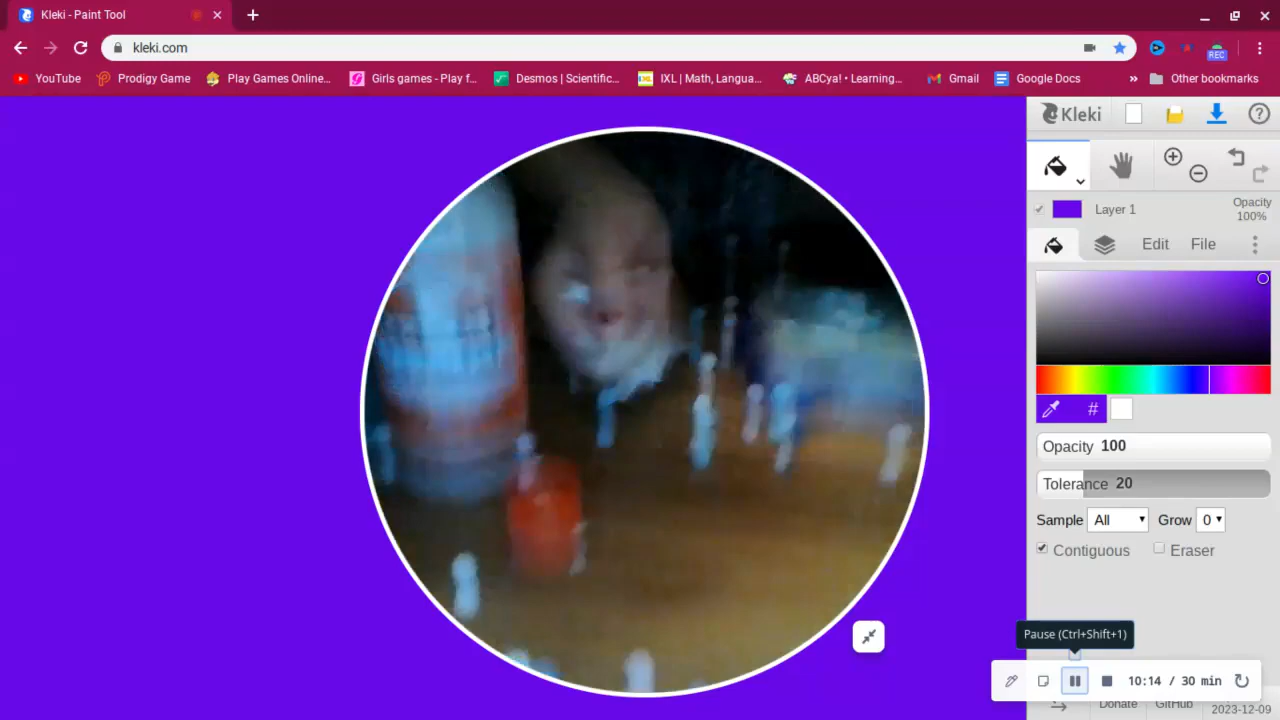 Kleki - Paint Tool
kleki.com
REC
YouTube
Prodigy Game
Play Games Online...
Girls games - Play f...
Desmos | Scientific...
IXL | Math, Langua...
ABCya! • Learning...
Gmail
Google Docs
»
Other bookmarks
Kleki
Layer 1
Opacity
100%
Edit
File
#
Opacity 100
Tolerance 20
Sample All Grow 0
Contiguous Eraser
Pause (Ctrl+Shift+1)
10:14 / 30 min
Donate GitHub
2023-12-09